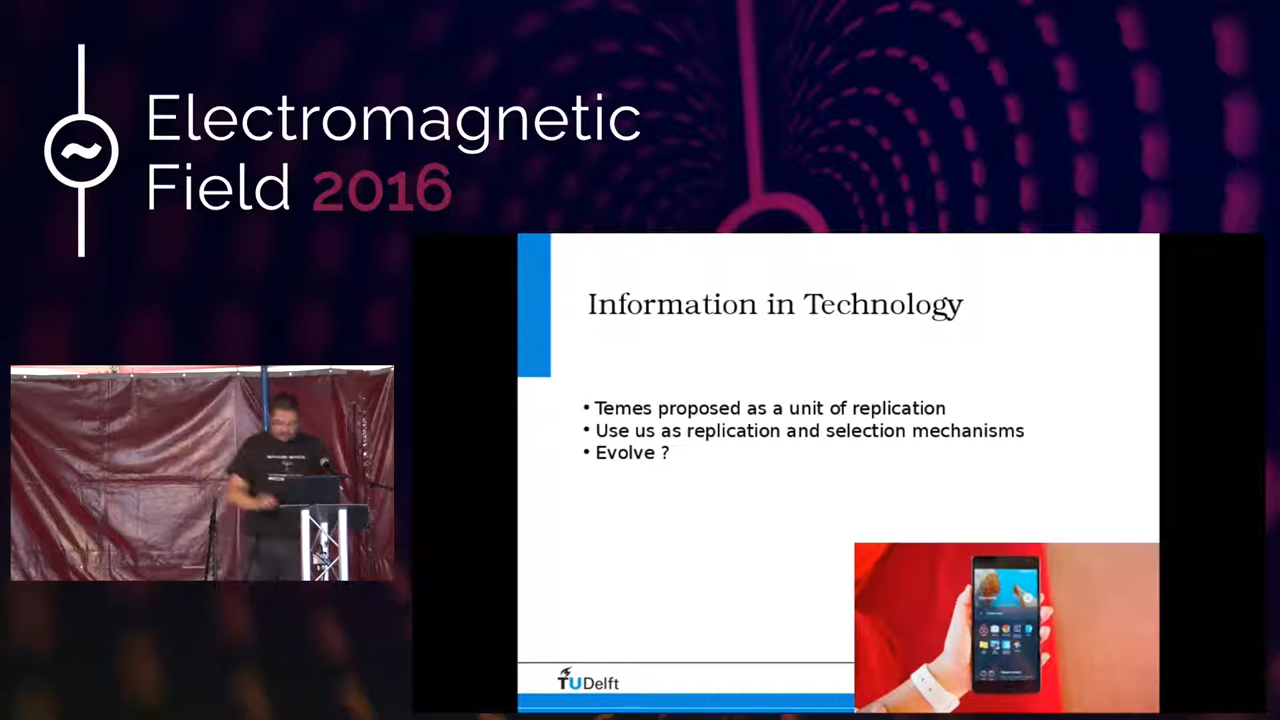 Electromagnetic
Field 2016
Information in Technology
• Temes proposed as a unit of replication
• Use us as replication and selection mechanisms
• Evolve ?
TUDelft